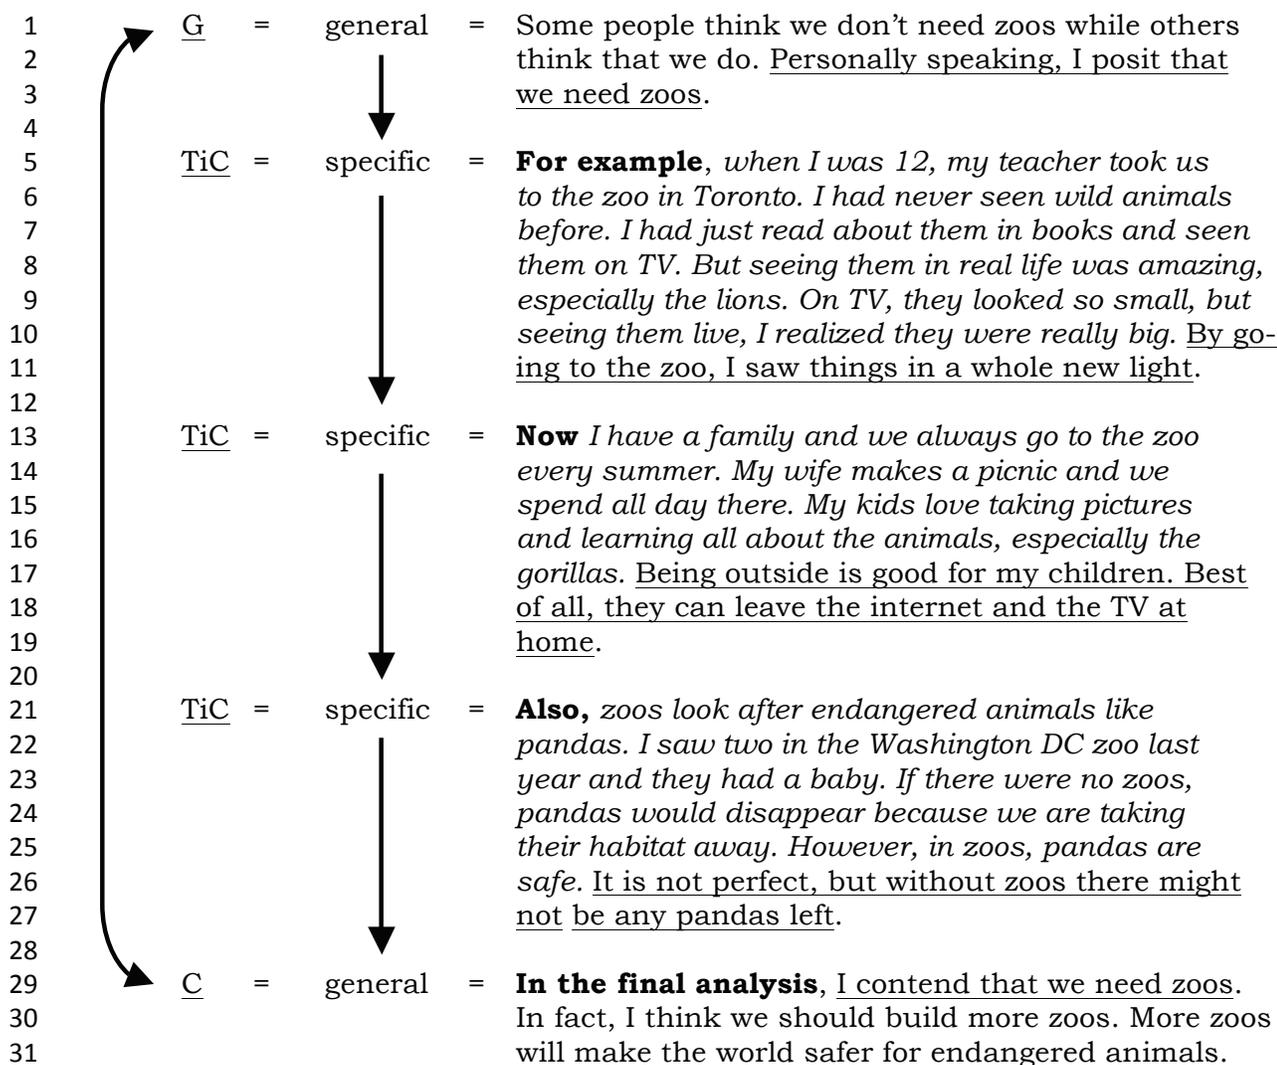 1 G = general = Some people think we don’t need zoos while others
2 think that we do. Personally speaking, I posit that
3 we need zoos.
4
5 TiC = specific = For example, when I was 12, my teacher took us
6 to the zoo in Toronto. I had never seen wild animals
7 before. I had just read about them in books and seen
8 them on TV. But seeing them in real life was amazing,
9 especially the lions. On TV, they looked so small, but
10 seeing them live, I realized they were really big. By go-
11 ing to the zoo, I saw things in a whole new light.
12
13 TiC = specific = Now I have a family and we always go to the zoo
14 every summer. My wife makes a picnic and we
15 spend all day there. My kids love taking pictures
16 and learning all about the animals, especially the
17 gorillas. Being outside is good for my children. Best
18 of all, they can leave the internet and the TV at
19 home.
20
21 TiC = specific = Also, zoos look after endangered animals like
22 pandas. I saw two in the Washington DC zoo last
23 year and they had a baby. If there were no zoos,
24 pandas would disappear because we are taking
25 their habitat away. However, in zoos, pandas are
26 safe. It is not perfect, but without zoos there might
27 not be any pandas left.
28
29 C = general = In the final analysis, I contend that we need zoos.
30 In fact, I think we should build more zoos. More zoos
31 will make the world safer for endangered animals.